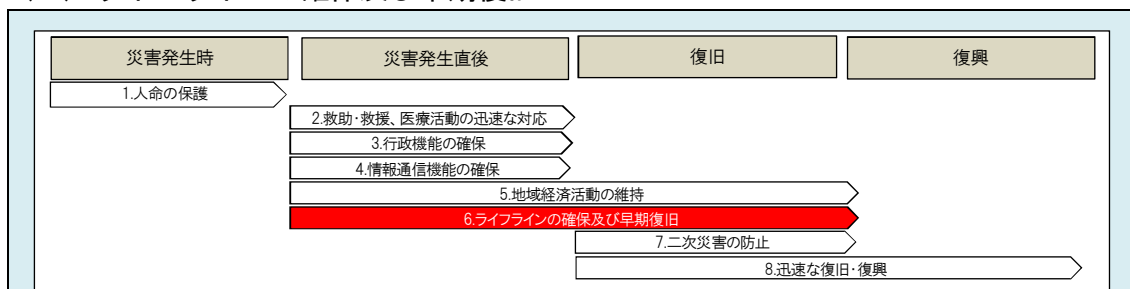 災害発生時 災害発生直後 復旧 復興
1.人命の保護
2.救助・救援、医療活動の迅速な対応
3.行政機能の確保
4.情報通信機能の確保
5.地域経済活動の維持
6.ライフラインの確保及び早期復旧
7.二次災害の防止
8.迅速な復旧・復興